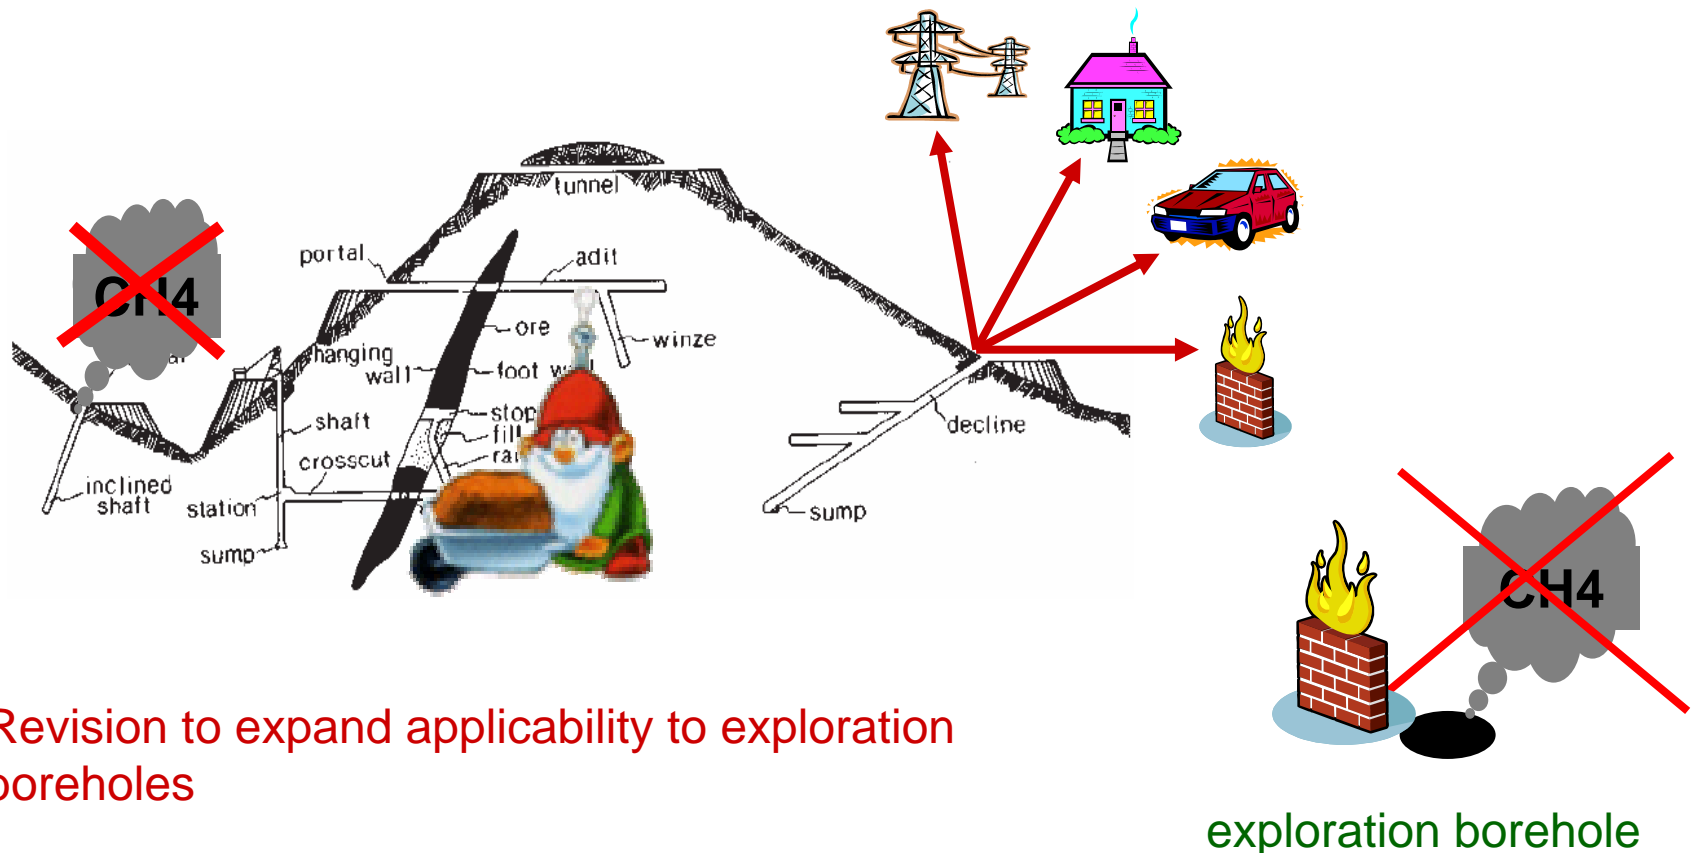 tunnel
portal
adit
CH4
ore
winze
hanging
wall
foot
shaft
decline
crosscut
inclined
shaft
station
sump
sump
CH4
Revision to expand applicability to exploration
boreholes
exploration borehole